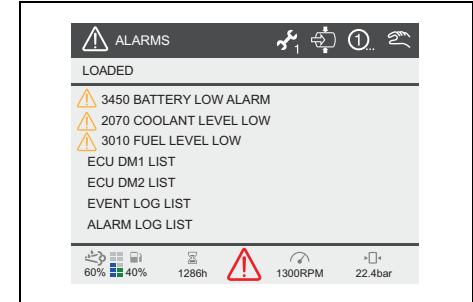 ALARMS
1
1...
LOADED
3450 BATTERY LOW ALARM
2070 COOLANT LEVEL LOW
3010 FUEL LEVEL LOW
ECU DM1 LIST
ECU DM2 LIST
EVENT LOG LIST
ALARM LOG LIST
60% 40% 1286h 1300RPM 22.4bar